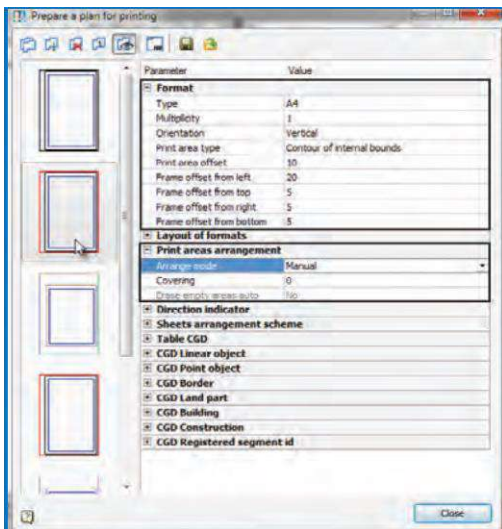 Prepare a plan for printing
Parameter Value
Format
Type A4
Multiplicity 1
Orientation Vertical
Print area type Contour of internal bounds
Print area offset 10
Frame offset from left 20
Frame offset from top 5
Frame offset from right 5
Frame offset from bottom 5
Layout of formats
Print areas arrangement
Arrange mode Manual
Covering 0
Erase empty areas auto No
Direction indicator
Sheets arrangement scheme
Table CGD
CGD Linear object
CGD Point object
CGD Border
CGD Land part
CGD Building
CGD Construction
CGD Registered segment id
Close